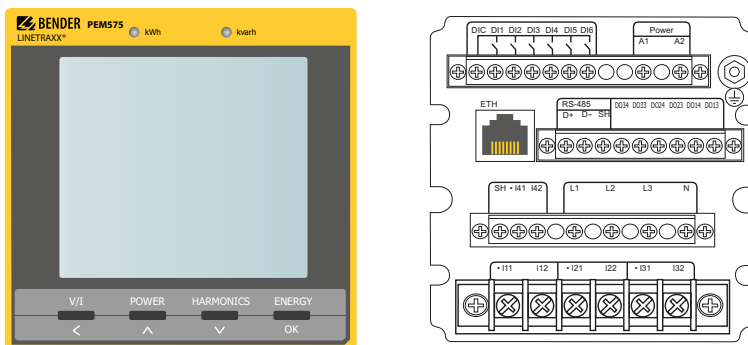 BENDER PEM575
LINETRAXX®
kWh kvarh
V/I POWER HARMONICS ENERGY
OK
DIC DI1 DI2 DI3 DI4 DI5 DI6 Power
A1 A2
ETH RS-485 DO34 DO33 DO24 DO23 DO14 DO13
D+ D– SH
SH • I41 I42 L1 L2 L3 N
• I11 I12 • I21 I22 • I31 I32